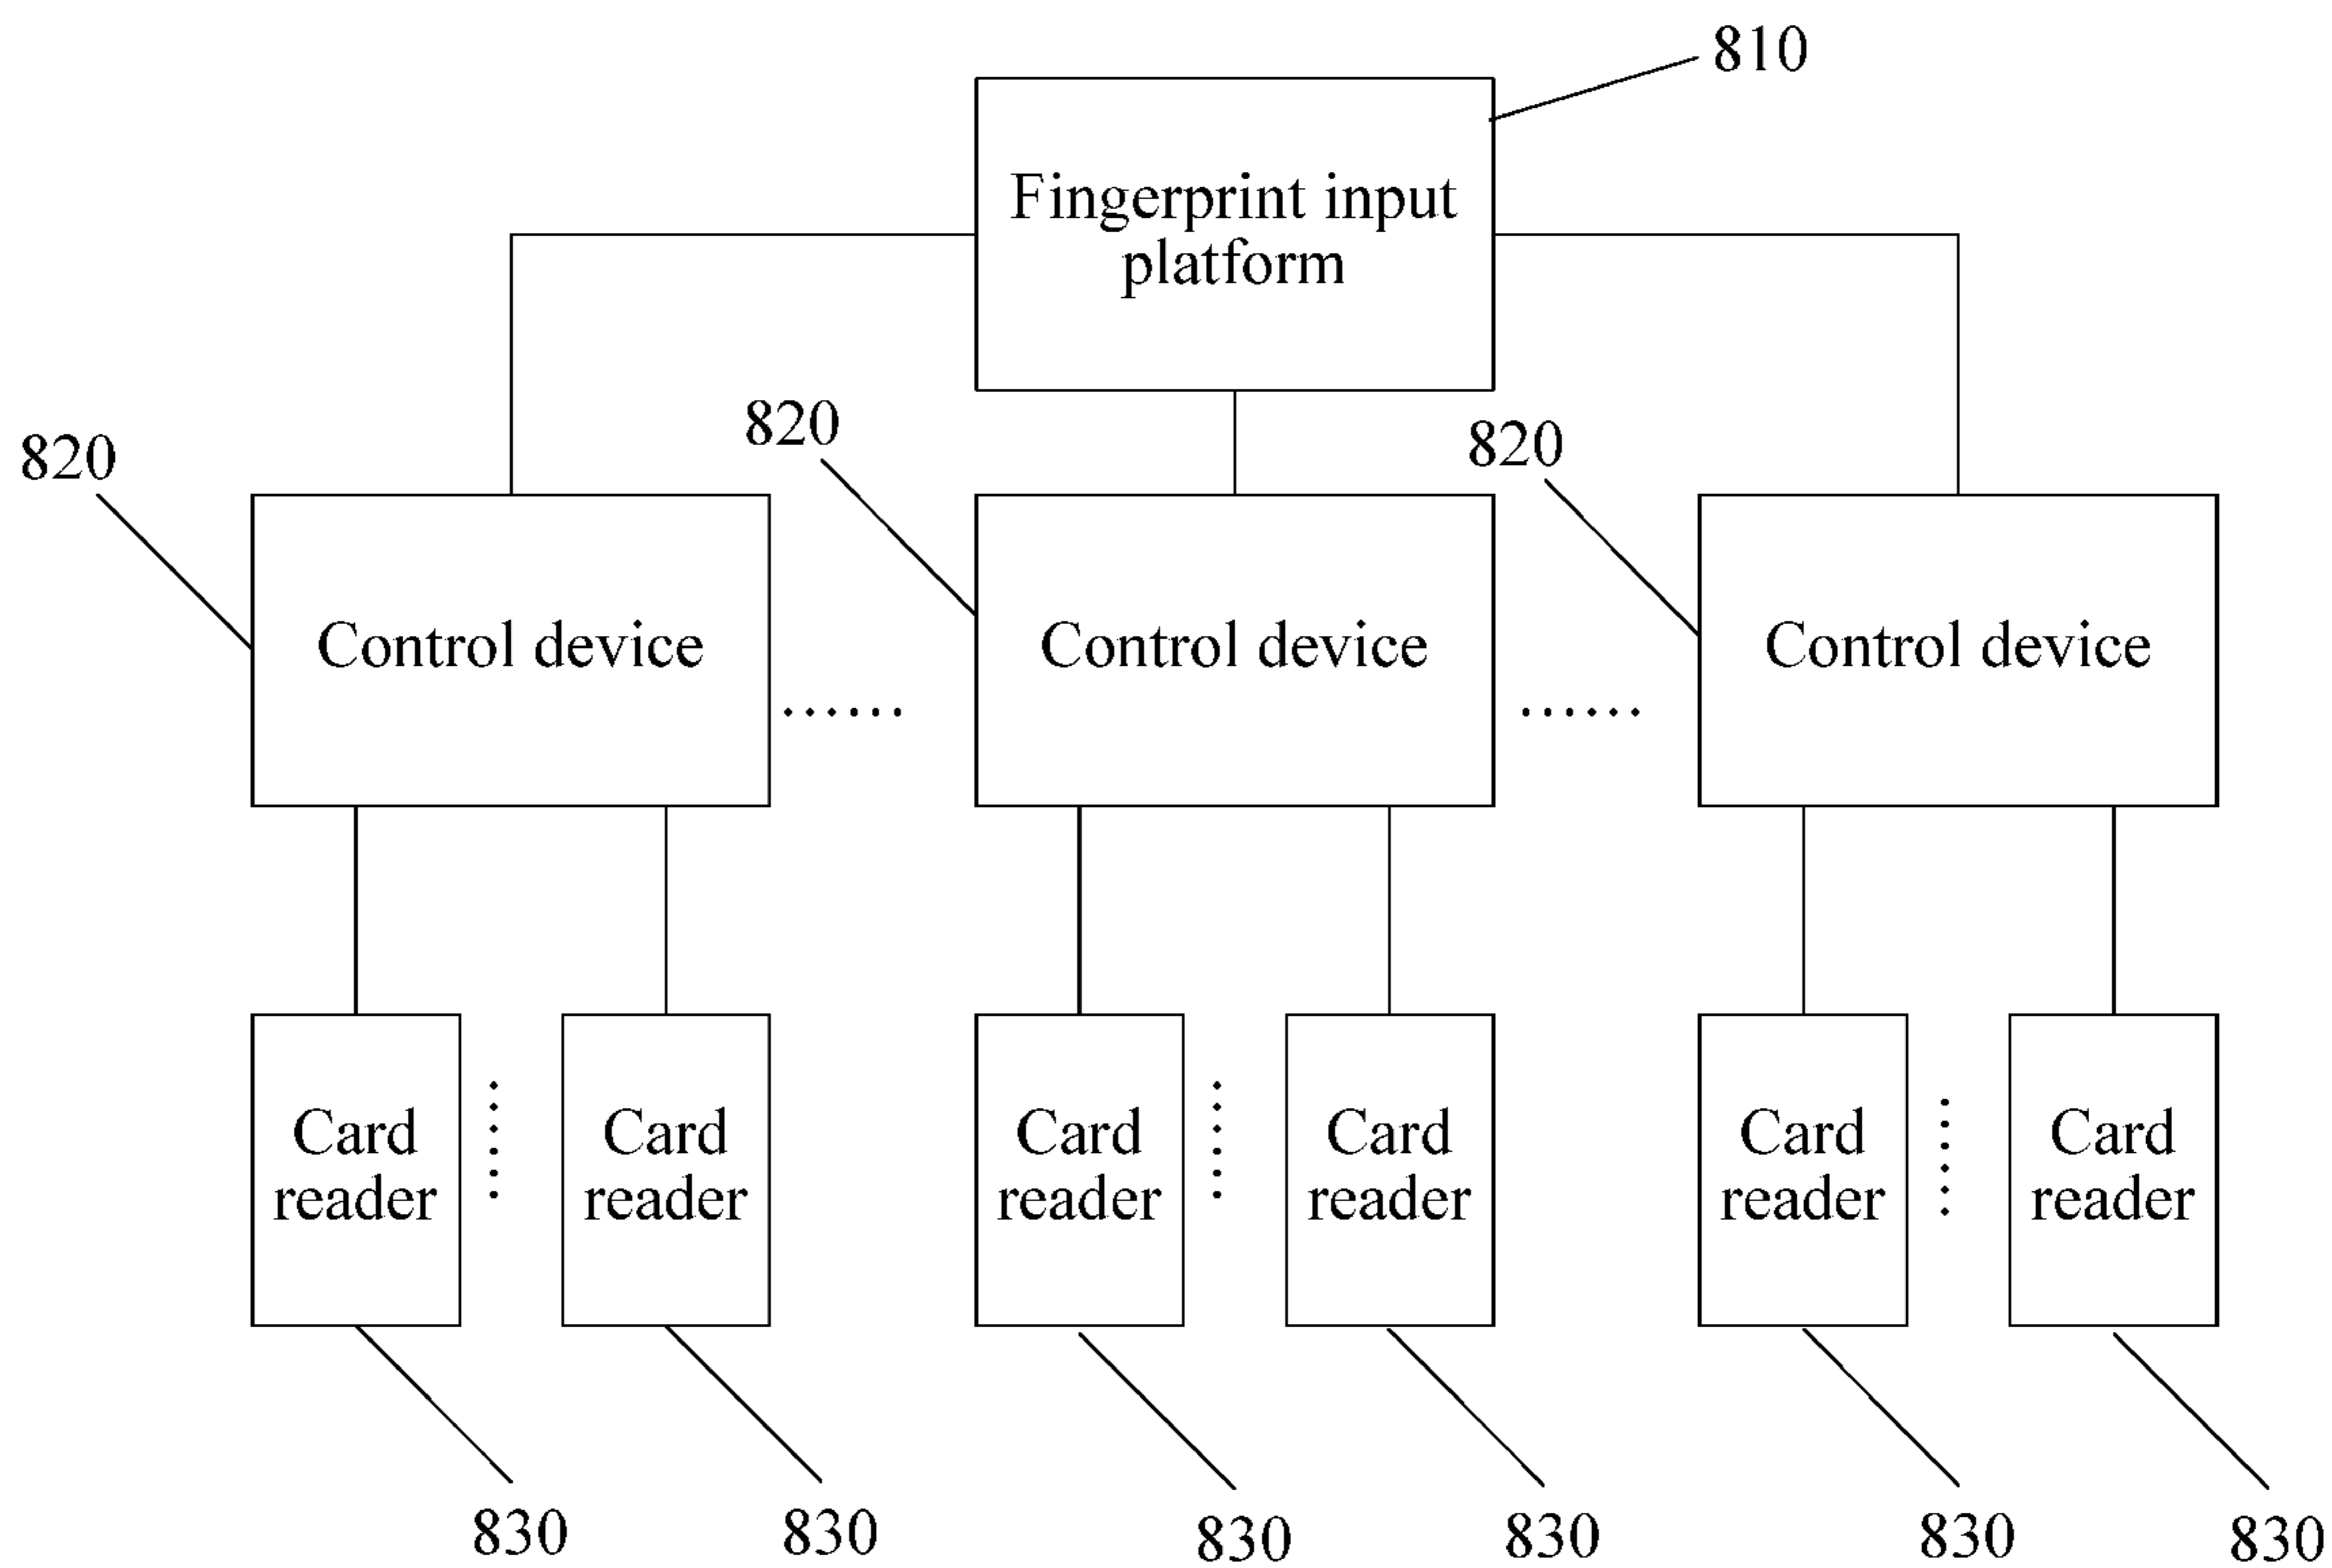 810
Fingerprint input
platform
820
820
820
Control device
Control device
Control device
......
......
Card
reader
......
Card
reader
Card
reader
......
Card
reader
Card
reader
......
Card
reader
830
830
830
830
830
830